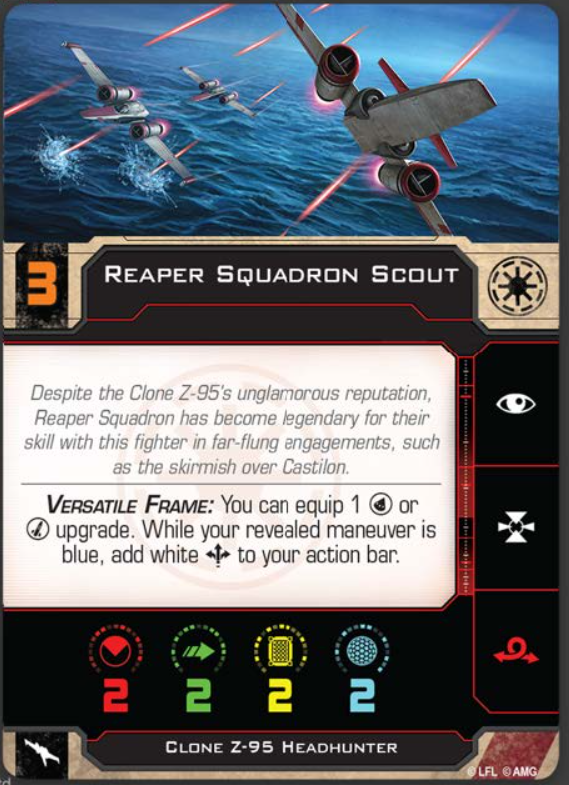 3
REAPER SQUADRON SCOUT
Despite the Clone Z-95's unglamorous reputation,
Reaper Squadron has become legendary for their
skill with this fighter in far-flung engagements, such
as the skirmish over Castilon.
VERSATILE FRAME: You can equip 1 or
upgrade. While your revealed maneuver is
blue, add white to your action bar.
2 2 2 2
CLONE Z-95 HEADHUNTER
© LFL © AMG